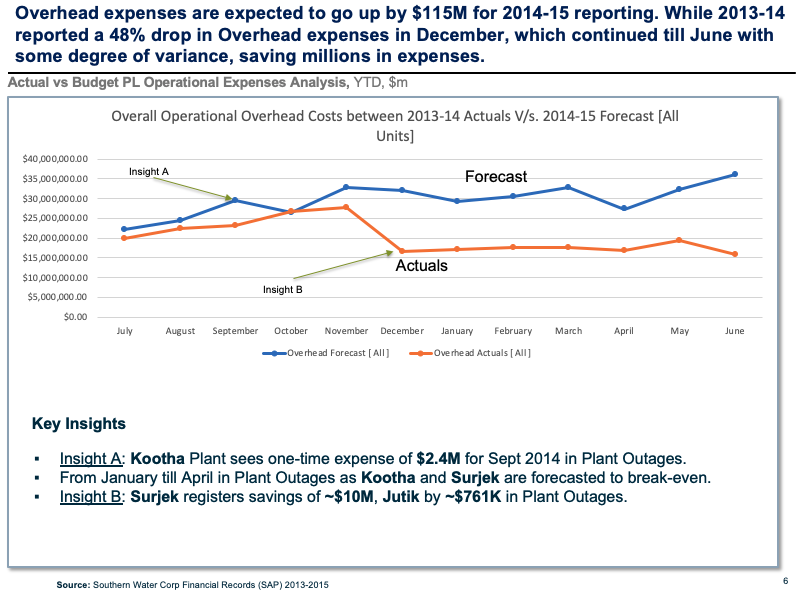 Overhead expenses are expected to go up by $115M for 2014-15 reporting. While 2013-14
reported a 48% drop in Overhead expenses in December, which continued till June with
some degree of variance, saving millions in expenses.
Actual vs Budget PL Operational Expenses Analysis, YTD, $m
Overall Operational Overhead Costs between 2013-14 Actuals V/s. 2014-15 Forecast [All
Units]
$40,000,000.00
$35,000,000.00
$30,000,000.00
$25,000,000.00
$20,000,000.00
$15,000,000.00
$10,000,000.00
$5,000,000.00
$0.00
Insight A
Forecast
Actuals
Insight B
July August September October November December January February March April May June
Overhead Forecast [ All ] Overhead Actuals [ All ]
Key Insights
▪ Insight A: Kootha Plant sees one-time expense of $2.4M for Sept 2014 in Plant Outages.
▪ From January till April in Plant Outages as Kootha and Surjek are forecasted to break-even.
▪ Insight B: Surjek registers savings of ~$10M, Jutik by ~$761K in Plant Outages.
Source: Southern Water Corp Financial Records (SAP) 2013-2015
6